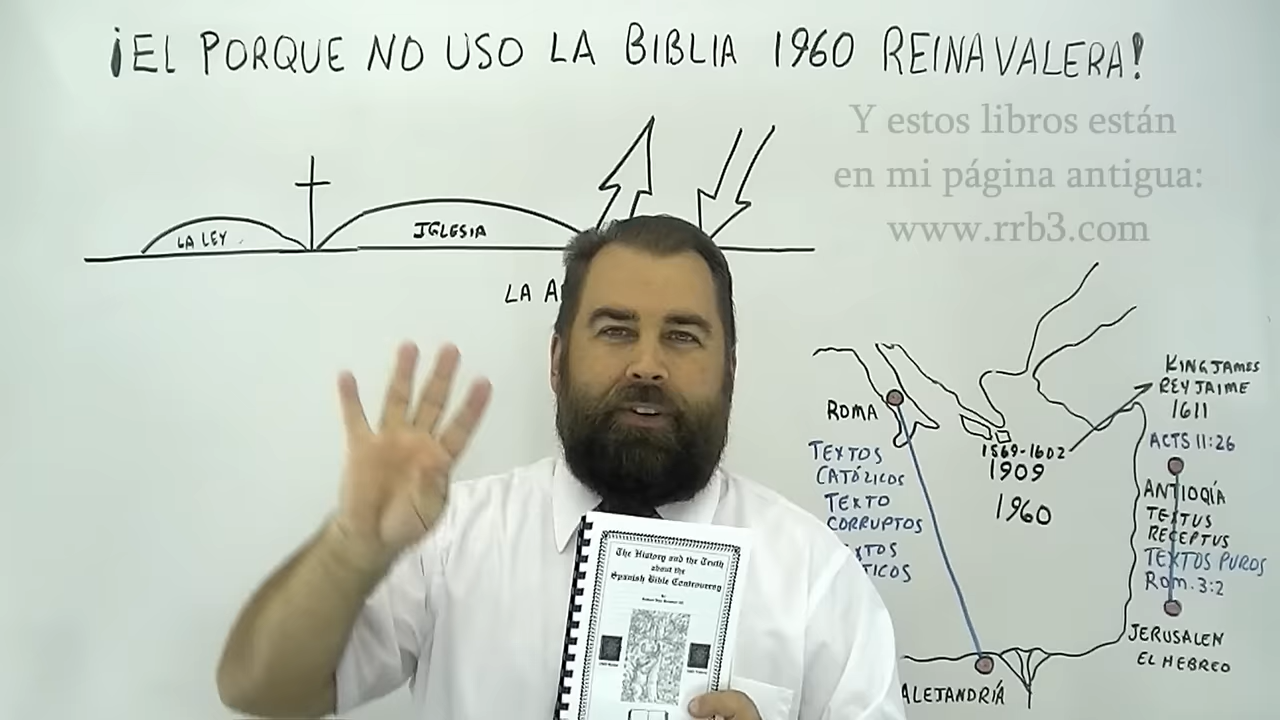 ¡EL PORQUE NO USO LA BIBLIA 1960 REINA VALERA!
Y estos libros están
en mi página antigua:
www.rrb3.com
LA LEY
IGLESIA
LA
ROMA
TEXTOS
CATÓLICOS
TEXTO
CORRUPTOS
1569-1602
1909
1960
KING JAMES
REY JAIME
1611
ACTS 11:26
ANTIOQÍA
TEXTUS
RECEPTUS
TEXTOS PUROS
Rom. 3:2
JERUSALEN
EL HEBREO
ALEJANDRÍA
The History and the Truth
about the
Spanish Bible Controversy
By